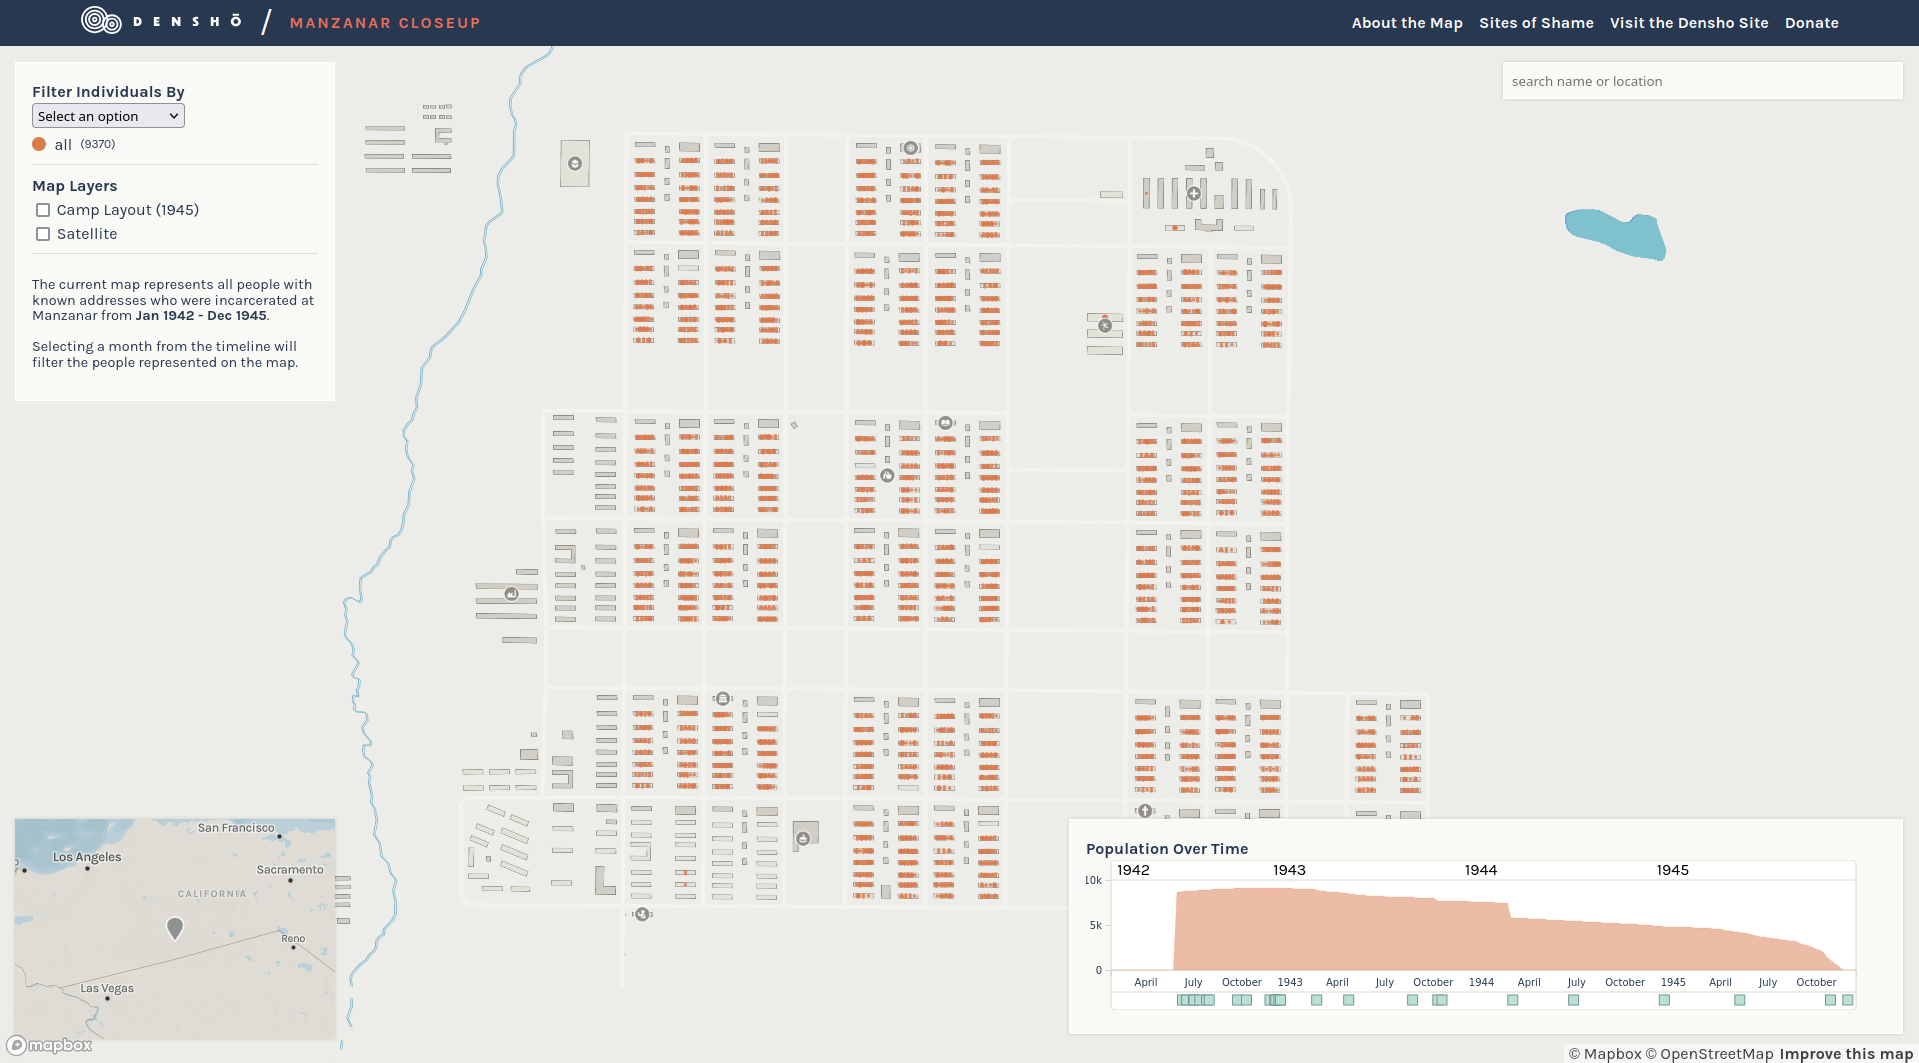 DENSHŌ / MANZANAR CLOSEUP
About the Map Sites of Shame Visit the Densho Site Donate
Filter Individuals By
Select an option
all (9370)
Map Layers
Camp Layout (1945)
Satellite
The current map represents all people with
known addresses who were incarcerated at
Manzanar from Jan 1942 - Dec 1945.
Selecting a month from the timeline will
filter the people represented on the map.
search name or location
San Francisco
Los Angeles
Sacramento
CALIFORNIA
Reno
Las Vegas
mapbox
Population Over Time
1942 1943 1944 1945
10k
5k
0
April July October 1943 April July October 1944 April July October 1945 April July October
© Mapbox © OpenStreetMap Improve this map